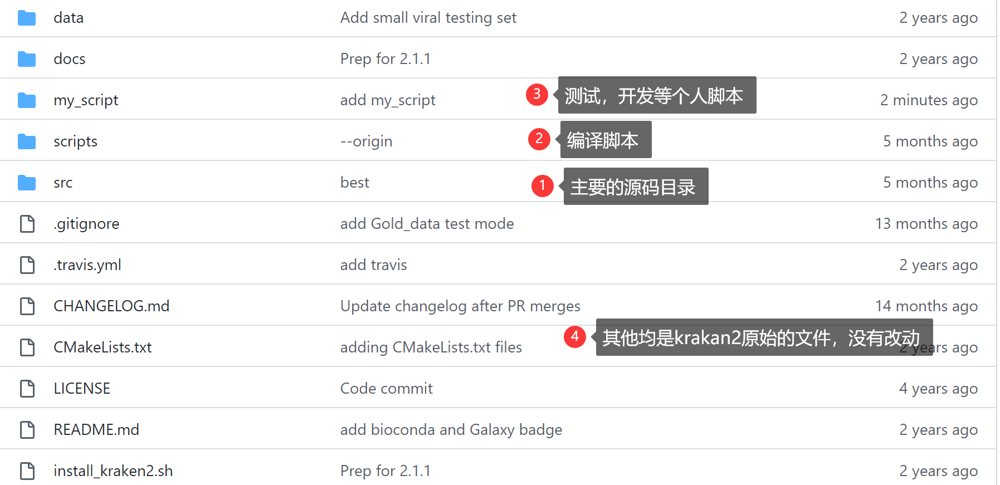 data Add small viral testing set 2 years ago
docs Prep for 2.1.1 2 years ago
my_script add my_script 3 测试，开发等个人脚本 2 minutes ago
scripts --origin 2 编译脚本 5 months ago
src best 1 主要的源码目录 5 months ago
.gitignore add Gold_data test mode 13 months ago
.travis.yml add travis 2 years ago
CHANGELOG.md Update changelog after PR merges 14 months ago
4 其他均是krakan2原始的文件，没有改动
CMakeLists.txt adding CMakeLists.txt files 2 years ago
LICENSE Code commit 4 years ago
README.md add bioconda and Galaxy badge 2 years ago
install_kraken2.sh Prep for 2.1.1 2 years ago